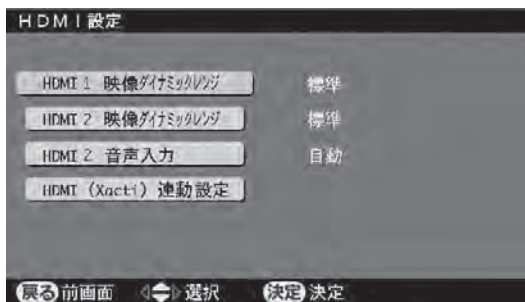 HDMI設定
HDMI 1 映像ダイナミックレンジ 標準
HDMI 2 映像ダイナミックレンジ 標準
HDMI 2 音声入力 自動
HDMI (Xacti) 連動設定
戻る 前画面 選択 決定 決定